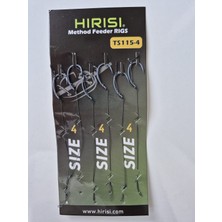 HIRISI.
Method Feeder RIGS
TS115-4
SIZE 4
SIZE 4
SIZE 4
www.hirisi.com